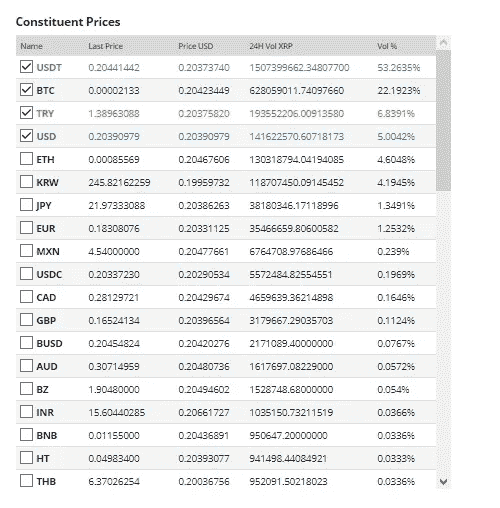 Constituent Prices
Name Last Price Price USD 24H Vol XRP Vol %
USDT 0.20441442 0.20373740 1507399662.34807700 53.2635%
BTC 0.00002133 0.20423449 628059011.74097660 22.1923%
TRY 1.38963088 0.20375820 193552206.00913580 6.8391%
USD 0.20390979 0.20390979 141622570.60718173 5.0042%
ETH 0.00085569 0.20467606 130318794.04194085 4.6048%
KRW 245.82162259 0.19959732 118707450.09145452 4.1945%
JPY 21.97333088 0.20386263 38180346.17118996 1.3491%
EUR 0.18308076 0.20331125 35466659.80600582 1.2532%
MXN 4.54000000 0.20477661 6764708.97686466 0.239%
USDC 0.20337230 0.20290534 5572484.82554551 0.1969%
CAD 0.28129721 0.20429674 4659639.36214898 0.1646%
GBP 0.16524134 0.20396564 3179667.29035703 0.1124%
BUSD 0.20454824 0.20420276 2171089.40000000 0.0767%
AUD 0.30714959 0.20480736 1617697.08229000 0.0572%
BZ 1.90480000 0.20494602 1528748.68000000 0.054%
INR 15.60440285 0.20661727 1035150.73211519 0.0366%
BNB 0.01155000 0.20436891 950647.20000000 0.0336%
HT 0.04983400 0.20393077 941498.44084921 0.0333%
THB 6.37026254 0.20036756 952091.50218023 0.0336%